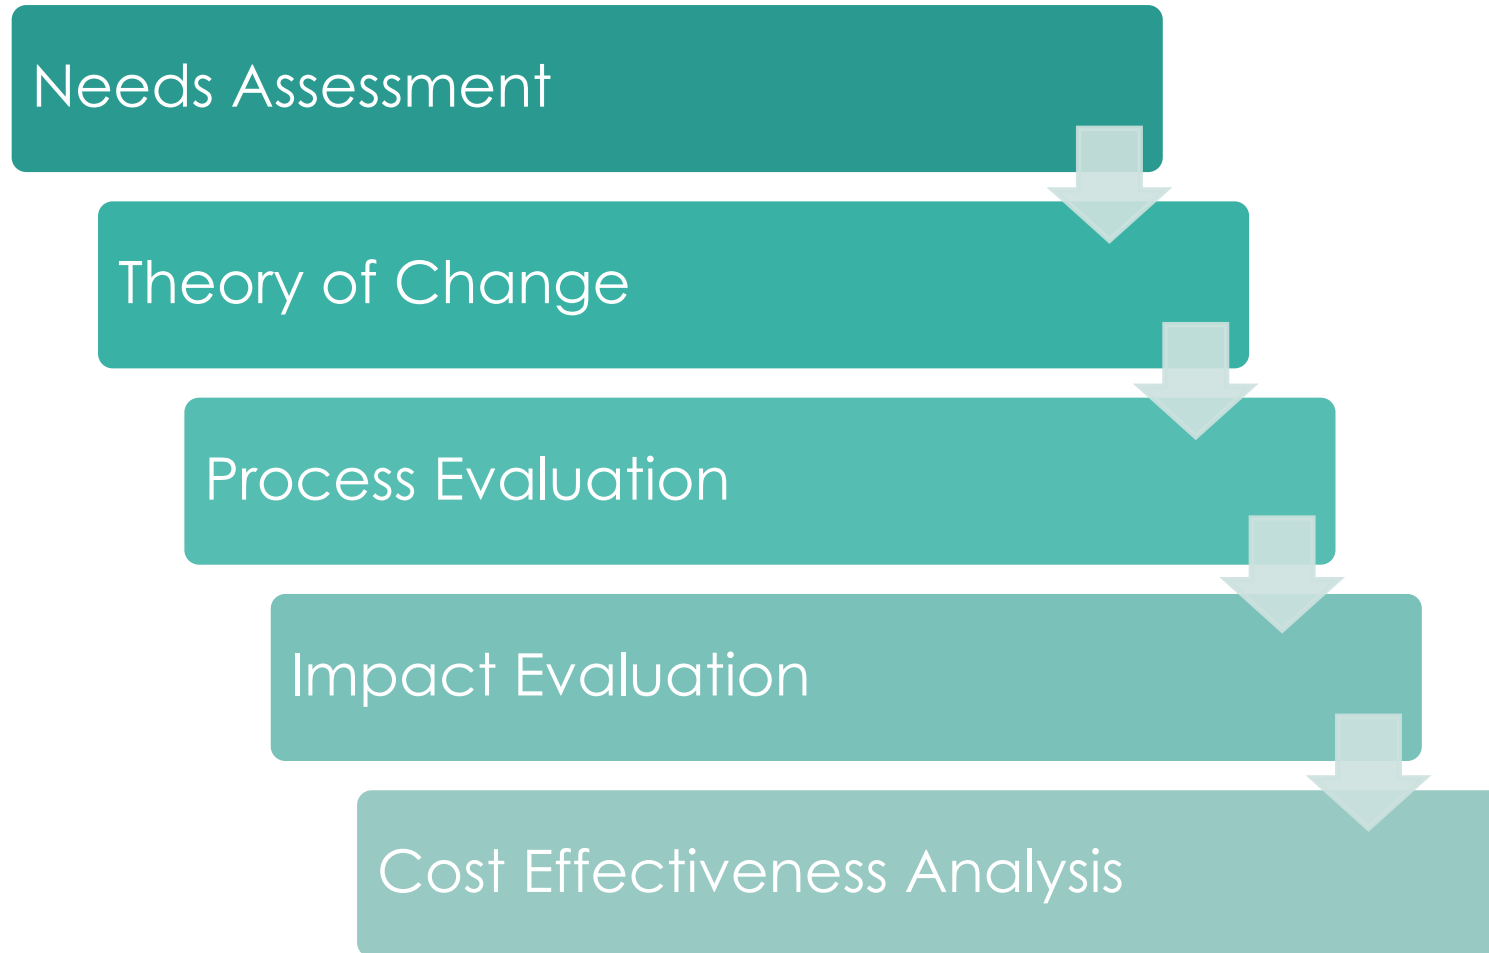 Needs Assessment
Theory of Change
Process Evaluation
Impact Evaluation
Cost Effectiveness Analysis